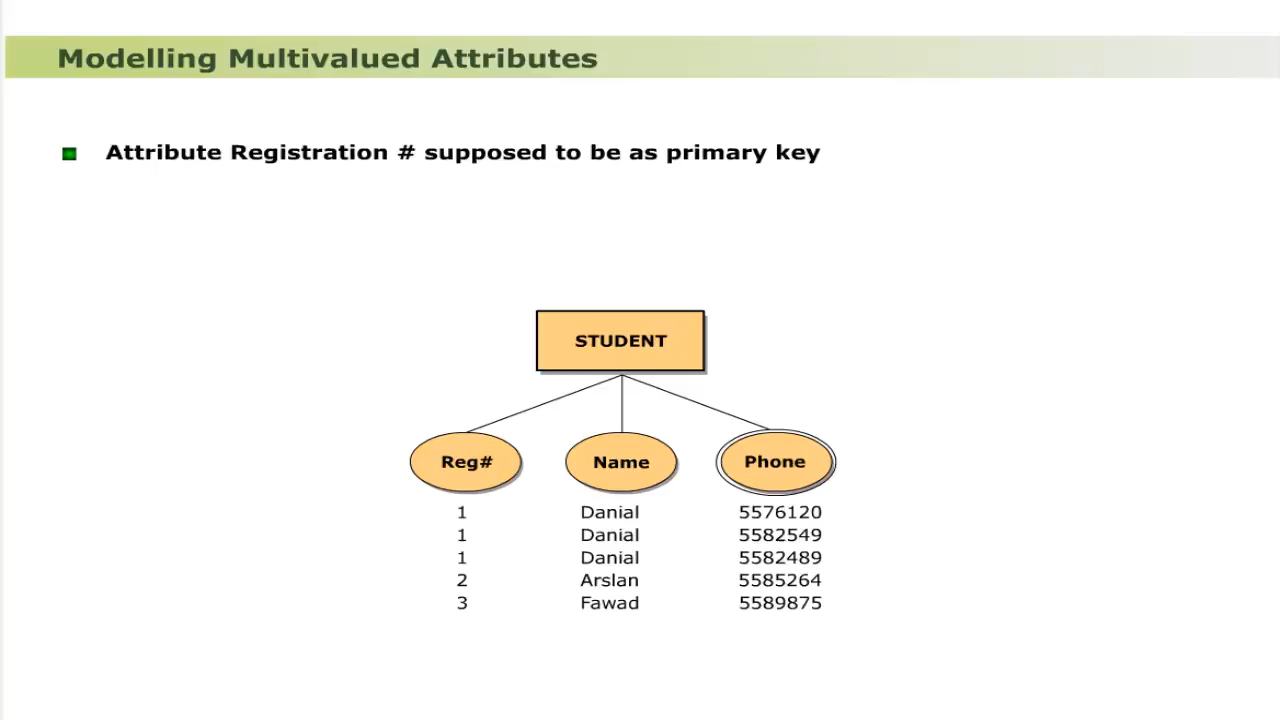 Modelling Multivalued Attributes
Attribute Registration # supposed to be as primary key
STUDENT
Reg# Name Phone
1 Danial 5576120
1 Danial 5582549
1 Danial 5582489
2 Arslan 5585264
3 Fawad 5589875